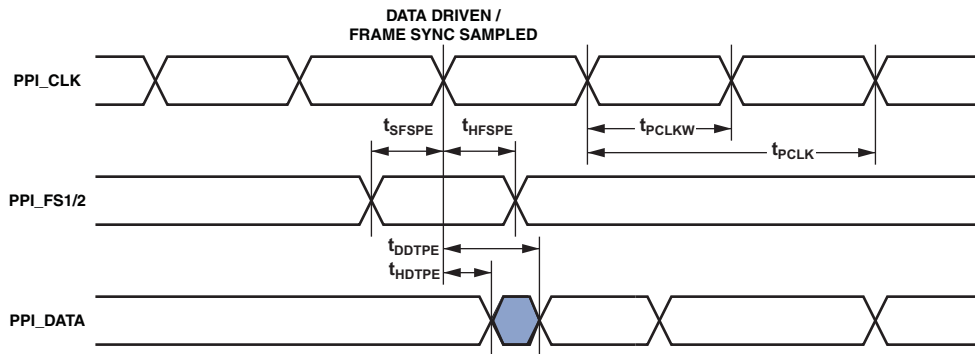 DATA DRIVEN /
FRAME SYNC SAMPLED
PPI_CLK
tSFSPE
tHFSPE
tPCLKW
tPCLK
PPI_FS1/2
tDDTPE
tHDTPE
PPI_DATA